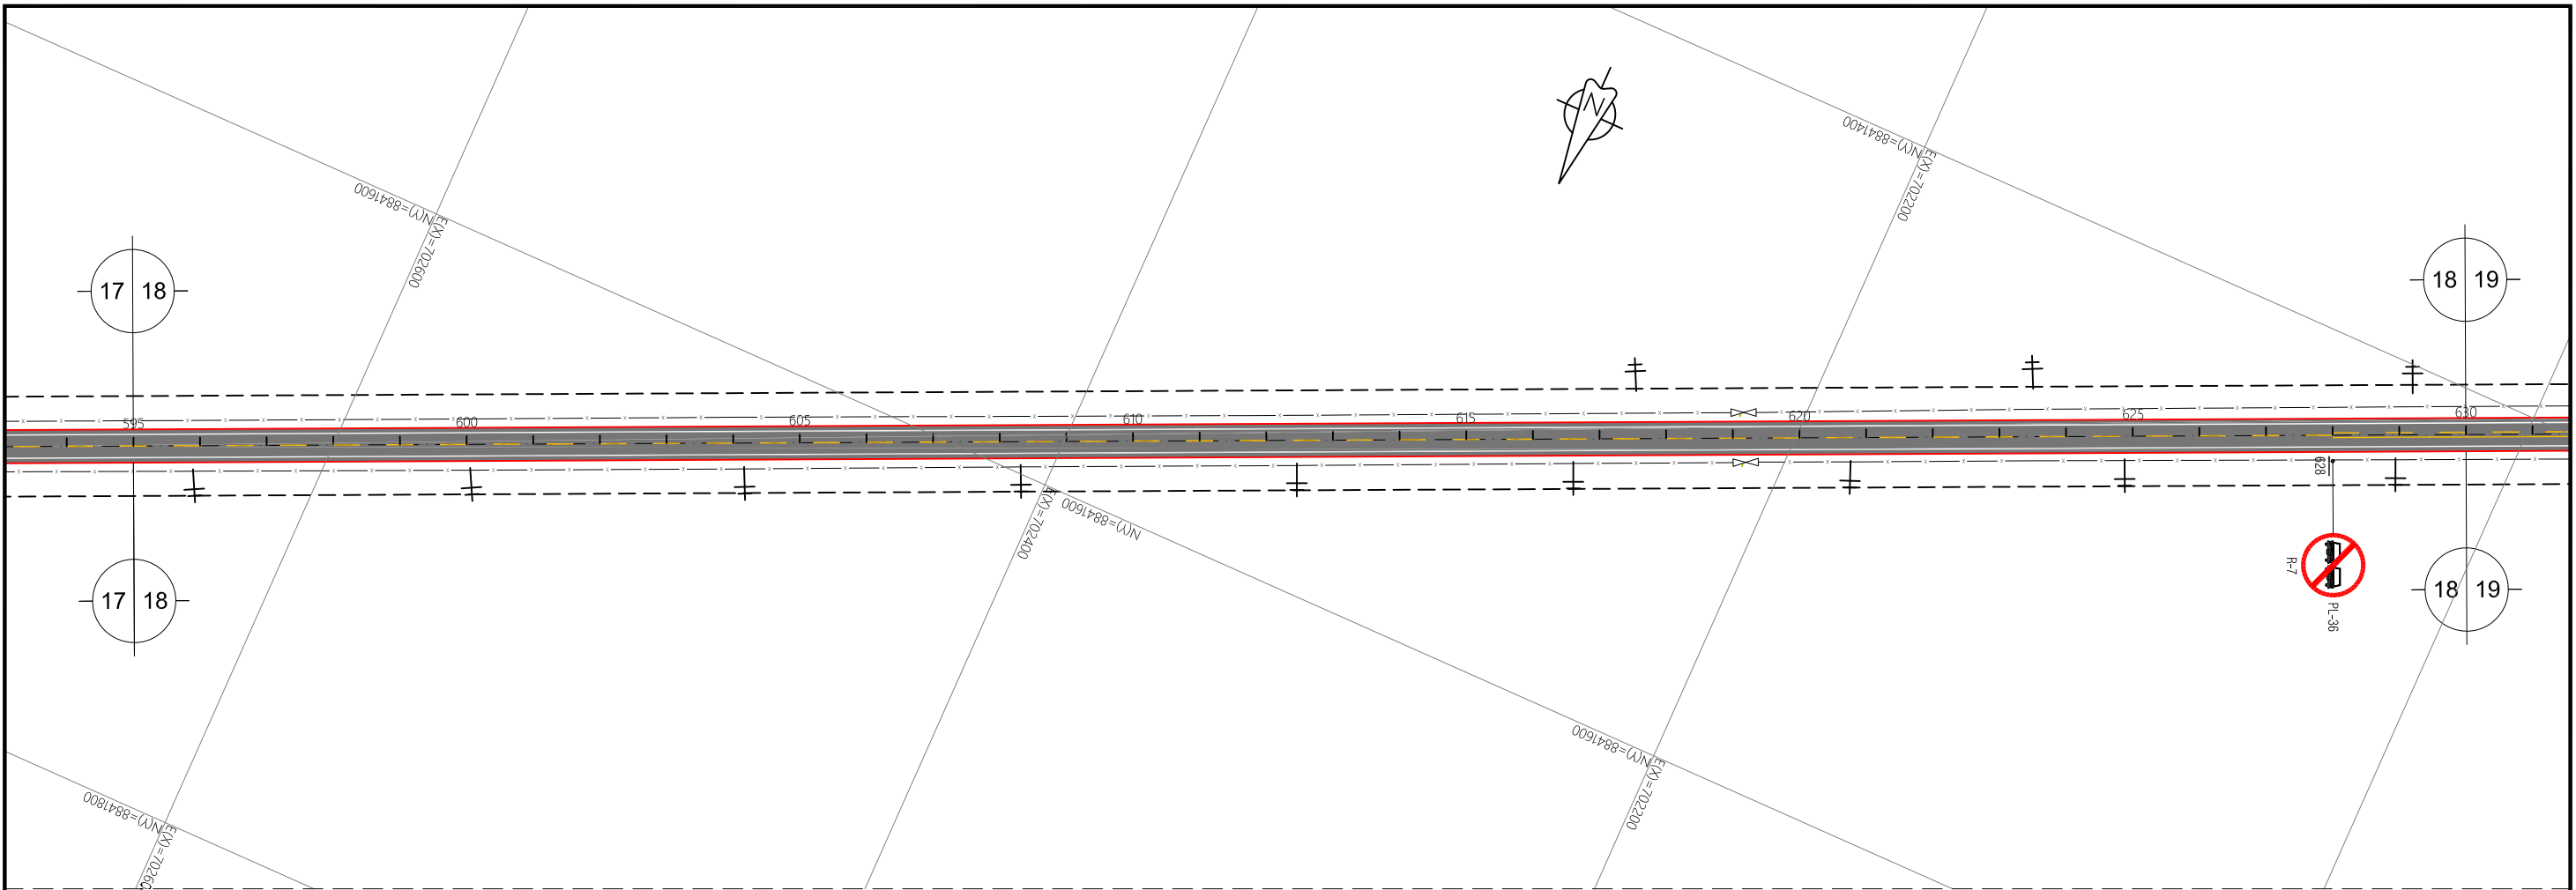 N
N(Y)=8841400
E(X)=702200
N(Y)=8841600
E(X)=702600
17 18
18 19
595
600
605
610
615
620
625
630
628
E(X)=702400
N(Y)=8841600
R-7
PL-36
17 18
18 19
N(Y)=8841600
E(X)=702200
N(Y)=8841800
E(X)=70260